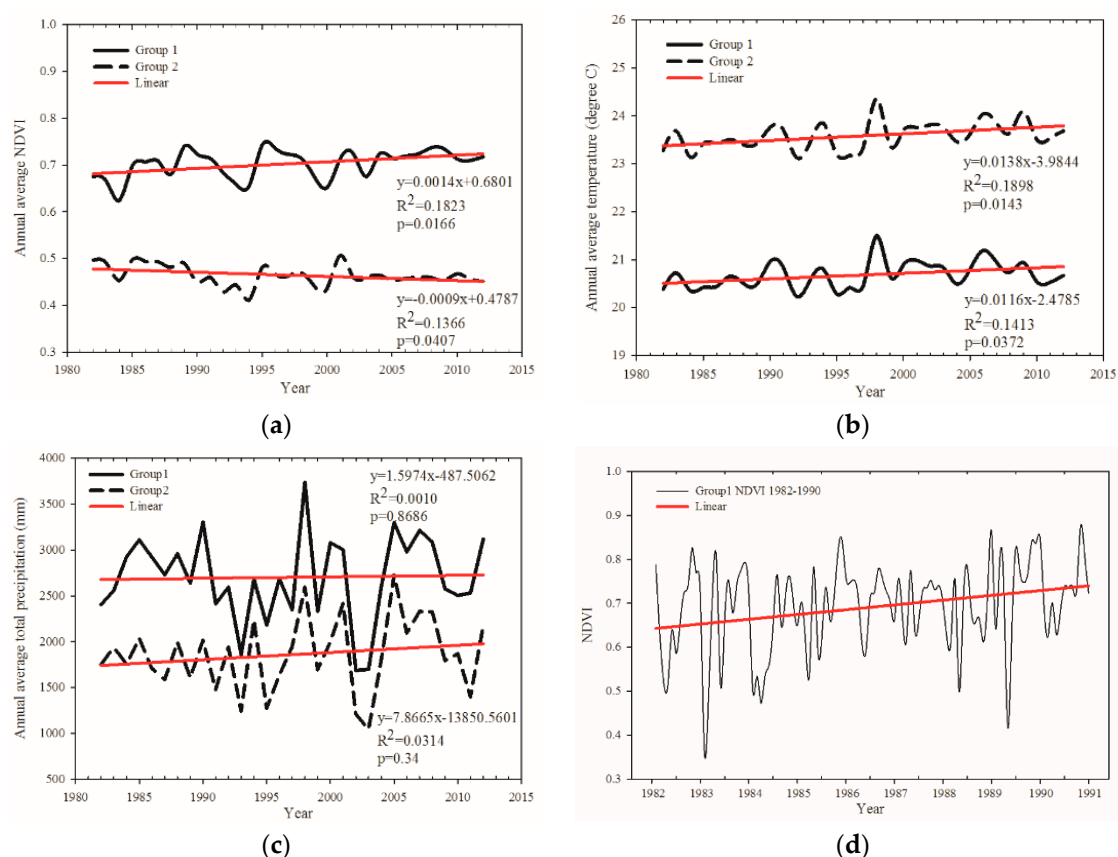 1.0
0.9
0.8
0.7
0.6
0.5
0.4
0.3
Annual average NDVI
Group 1
Group 2
Linear
y=0.0014x+0.6801
R2=0.1823
p=0.0166
y=-0.0009x+0.4787
R2=0.1366
p=0.0407
1980 1985 1990 1995 2000 2005 2010 2015
Year
(a)
26
25
24
23
22
21
20
19
Annual average temperature (degree C)
Group 1
Group 2
Linear
y=0.0138x-3.9844
R2=0.1898
p=0.0143
y=0.0116x-2.4785
R2=0.1413
p=0.0372
1980 1985 1990 1995 2000 2005 2010 2015
Year
(b)
4000
3500
3000
2500
2000
1500
1000
500
Annual average total precipitation (mm)
Group1
Group2
Linear
y=1.5974x-487.5062
R2=0.0010
p=0.8686
y=7.8665x-13850.5601
R2=0.0314
p=0.34
1980 1985 1990 1995 2000 2005 2010 2015
Year
(c)
1.0
0.9
0.8
0.7
0.6
0.5
0.4
0.3
NDVI
Group1 NDVI 1982-1990
Linear
1982 1983 1984 1985 1986 1987 1988 1989 1990 1991
Year
(d)